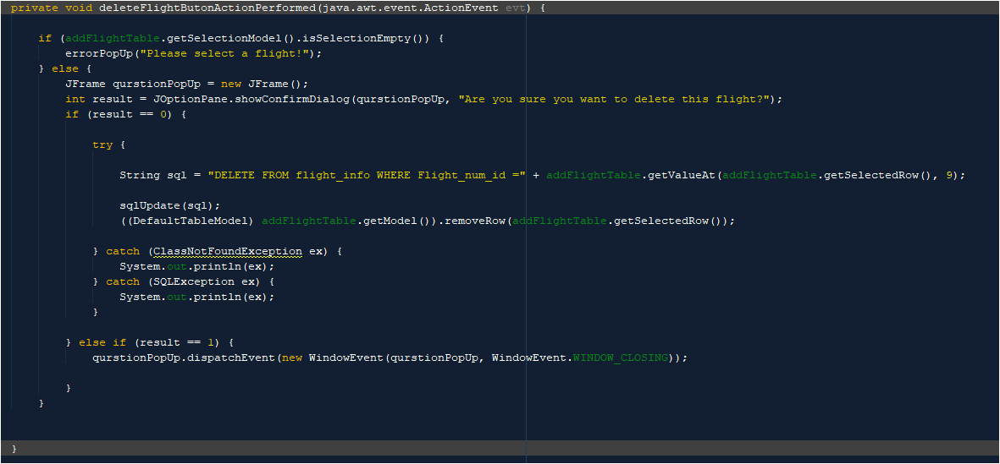 private void deleteFlightButonActionPerformed(java.awt.event.ActionEvent evt) {
if (addFlightTable.getSelectionModel().isSelectionEmpty()) {
errorPopUp("Please select a flight!");
} else {
JFrame qurstionPopUp = new JFrame();
int result = JOptionPane.showConfirmDialog(qurstionPopUp, "Are you sure you want to delete this flight?");
if (result == 0) {
try {
String sql = "DELETE FROM flight_info WHERE Flight_num_id =" + addFlightTable.getValueAt(addFlightTable.getSelectedRow(), 9);
sqlUpdate(sql);
((DefaultTableModel) addFlightTable.getModel()).removeRow(addFlightTable.getSelectedRow());
} catch (ClassNotFoundException ex) {
System.out.println(ex);
} catch (SQLException ex) {
System.out.println(ex);
}
} else if (result == 1) {
qurstionPopUp.dispatchEvent(new WindowEvent(qurstionPopUp, WindowEvent.WINDOW_CLOSING));
}
}
}